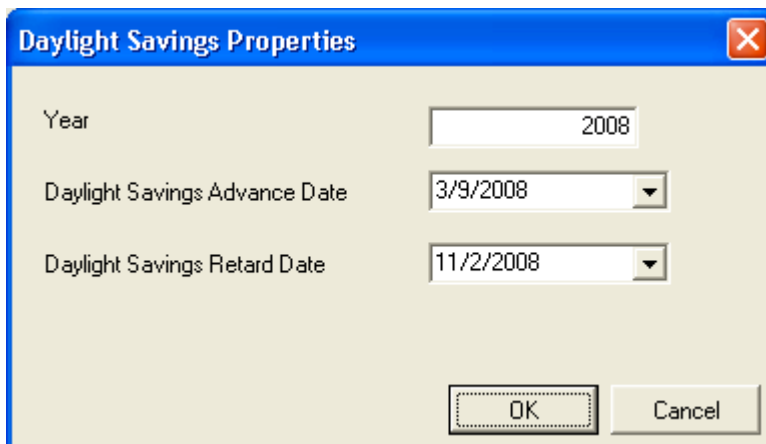 Daylight Savings Properties
Year 2008
Daylight Savings Advance Date 3/9/2008
Daylight Savings Retard Date 11/2/2008
OK Cancel